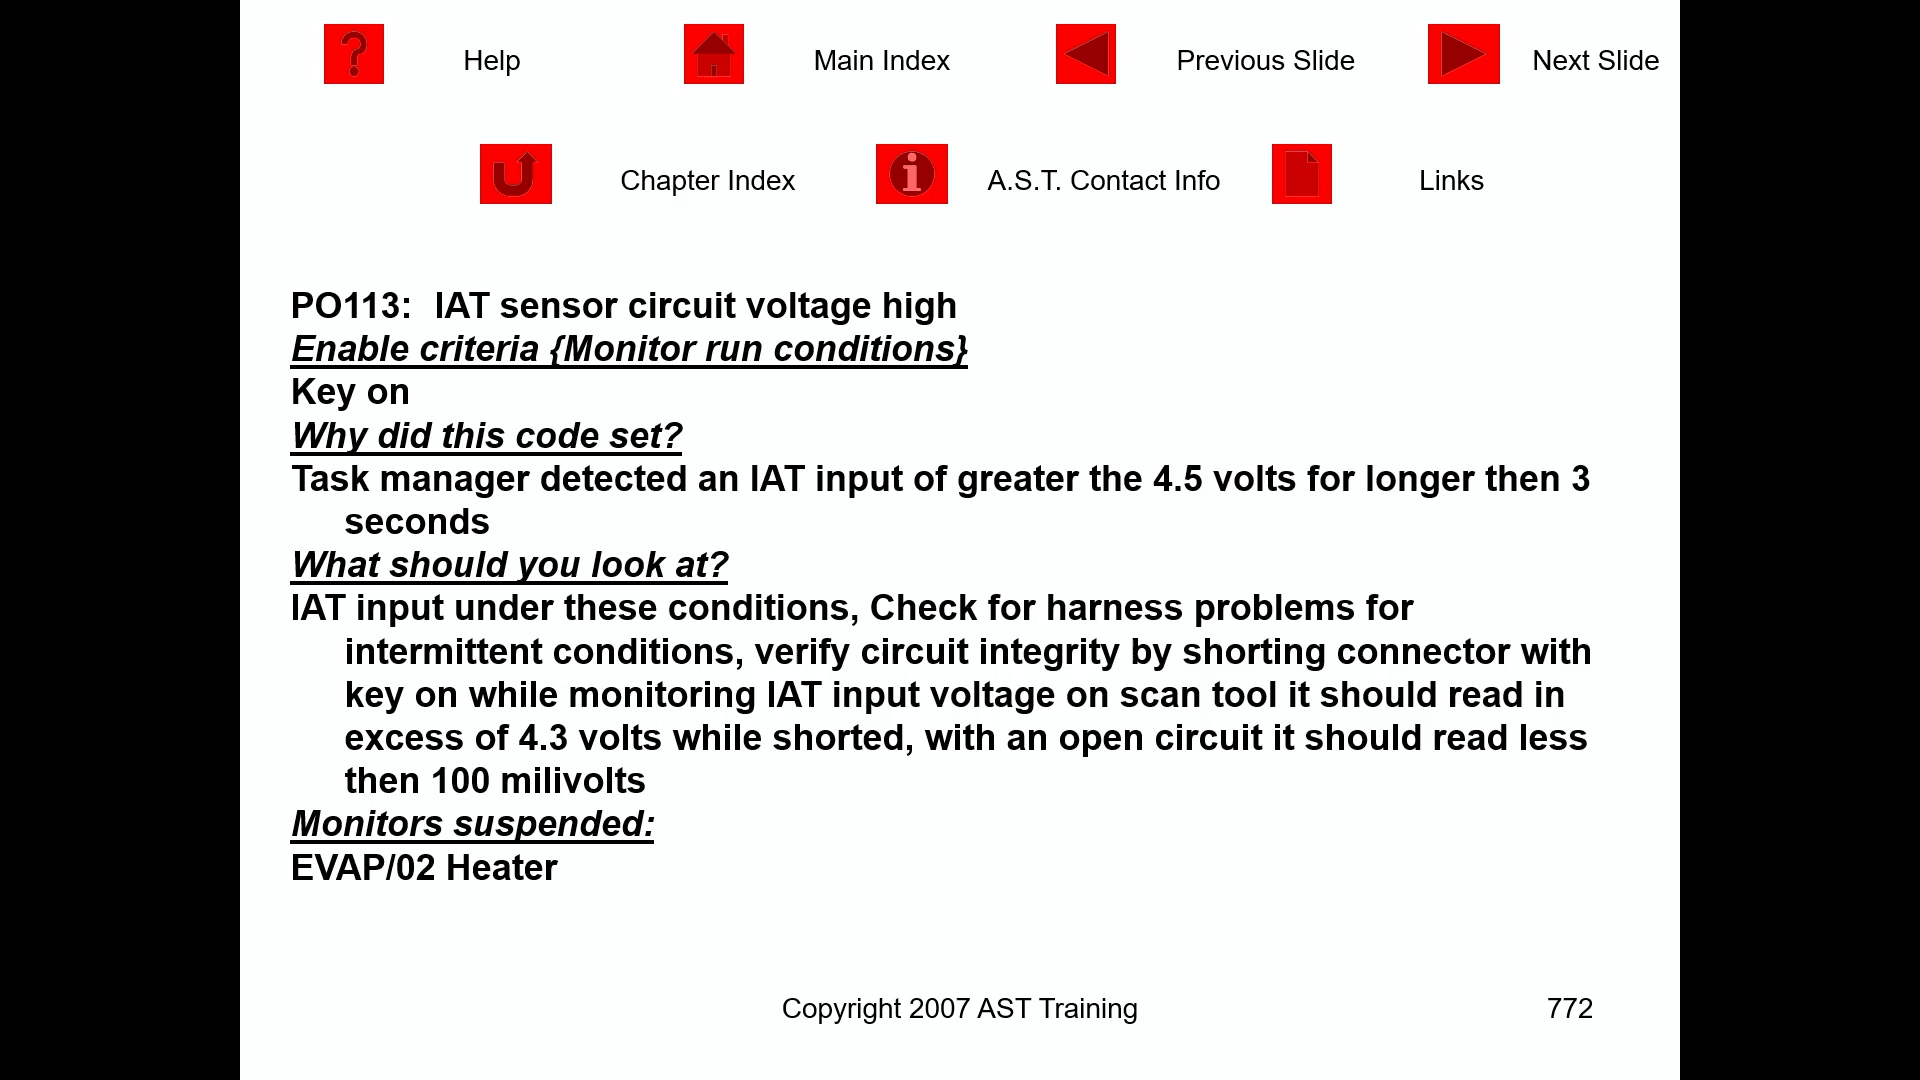 Help
Main Index
Previous Slide
Next Slide
Chapter Index
A.S.T. Contact Info
Links
PO113:  IAT sensor circuit voltage high
Enable criteria {Monitor run conditions}
Key on
Why did this code set?
Task manager detected an IAT input of greater the 4.5 volts for longer then 3
seconds
What should you look at?
IAT input under these conditions, Check for harness problems for
intermittent conditions, verify circuit integrity by shorting connector with
key on while monitoring IAT input voltage on scan tool it should read in
excess of 4.3 volts while shorted, with an open circuit it should read less
then 100 milivolts
Monitors suspended:
EVAP/02 Heater
Copyright 2007 AST Training
772